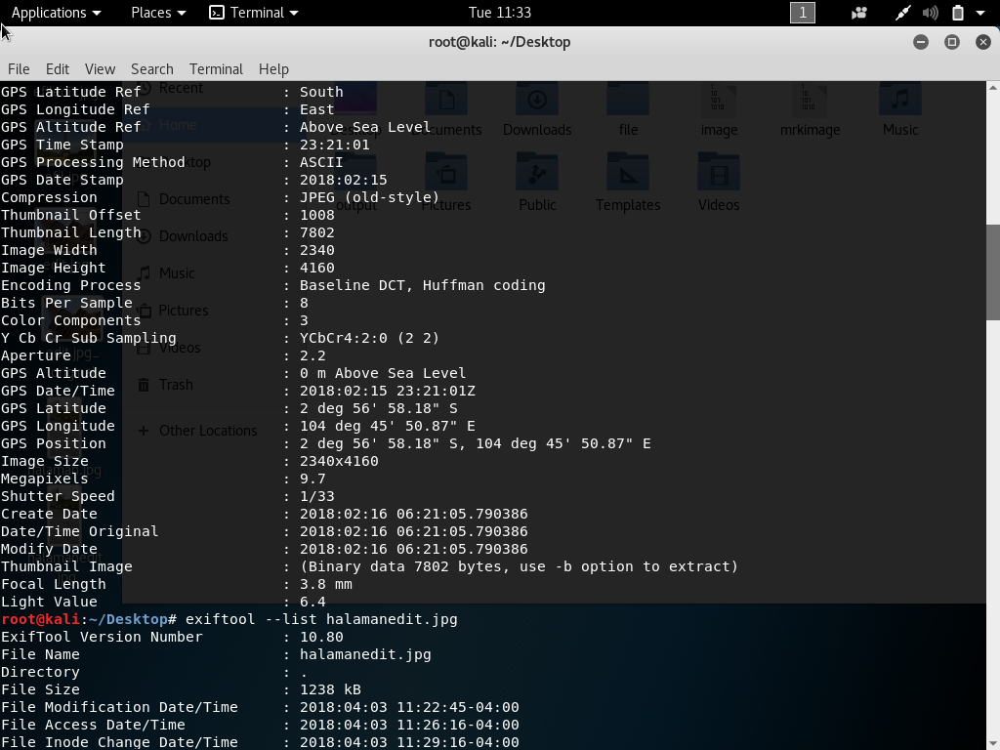 Applications Places Terminal Tue 11:33 1
root@kali: ~/Desktop
File Edit View Search Terminal Help
GPS Latitude Ref : South
GPS Longitude Ref : East
GPS Altitude Ref : Above Sea Level
GPS Time Stamp : 23:21:01
GPS Processing Method : ASCII
GPS Date Stamp : 2018:02:15
Compression : JPEG (old-style)
Thumbnail Offset : 1008
Thumbnail Length : 7802
Image Width : 2340
Image Height : 4160
Encoding Process : Baseline DCT, Huffman coding
Bits Per Sample : 8
Color Components : 3
Y Cb Cr Sub Sampling : YCbCr4:2:0 (2 2)
Aperture : 2.2
GPS Altitude : 0 m Above Sea Level
GPS Date/Time : 2018:02:15 23:21:01Z
GPS Latitude : 2 deg 56' 58.18" S
GPS Longitude : 104 deg 45' 50.87" E
GPS Position : 2 deg 56' 58.18" S, 104 deg 45' 50.87" E
Image Size : 2340x4160
Megapixels : 9.7
Shutter Speed : 1/33
Create Date : 2018:02:16 06:21:05.790386
Date/Time Original : 2018:02:16 06:21:05.790386
Modify Date : 2018:02:16 06:21:05.790386
Thumbnail Image : (Binary data 7802 bytes, use -b option to extract)
Focal Length : 3.8 mm
Light Value : 6.4
root@kali:~/Desktop# exiftool --list halamanedit.jpg
ExifTool Version Number : 10.80
File Name : halamanedit.jpg
Directory : .
File Size : 1238 kB
File Modification Date/Time : 2018:04:03 11:22:45-04:00
File Access Date/Time : 2018:04:03 11:26:16-04:00
File Inode Change Date/Time : 2018:04:03 11:29:16-04:00
Recent
Home
Desktop
Documents
Downloads
Music
Pictures
Videos
Trash
Other Locations
Desktop Documents Downloads file image mrkimage Music
output Pictures Public Templates Videos